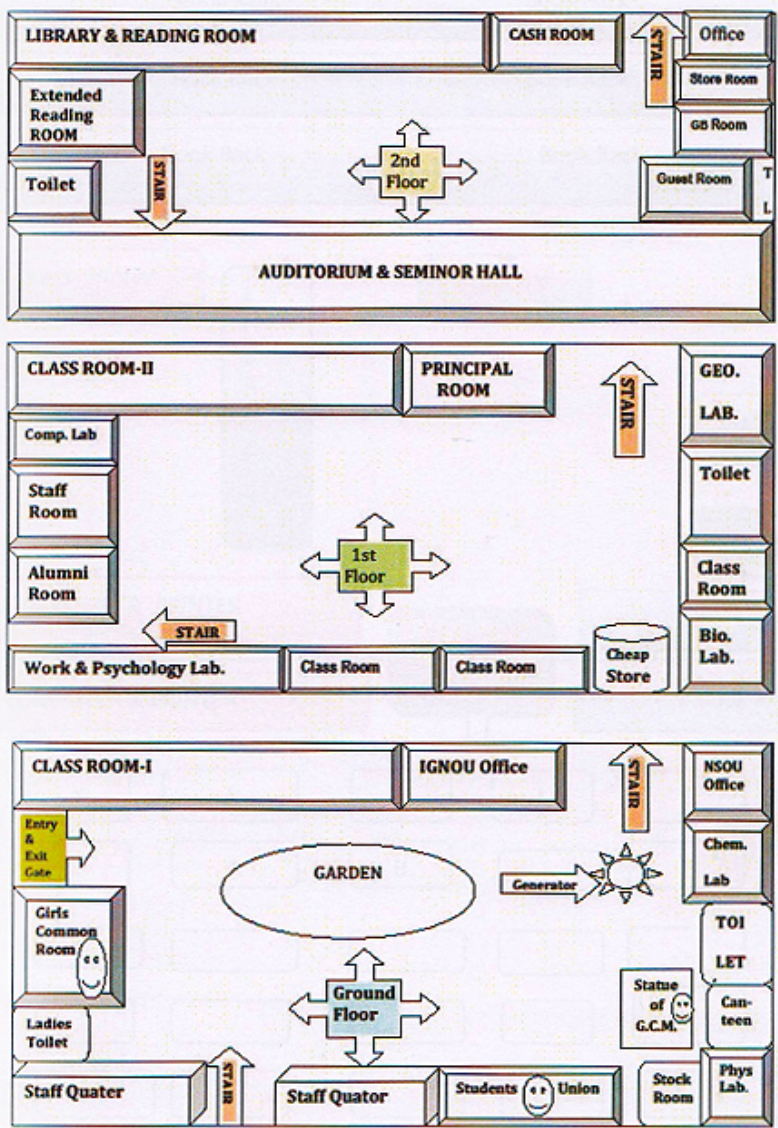 LIBRARY & READING ROOM
CASH ROOM
STAIR
Office
Store Room
GB Room
Extended
Reading
ROOM
Toilet
STAIR
2nd
Floor
Guest Room
T
L
AUDITORIUM & SEMINOR HALL
CLASS ROOM-II
PRINCIPAL
ROOM
STAIR
GEO.
LAB.
Comp. Lab
Staff
Room
Alumni
Room
1st
Floor
Toilet
Class
Room
Bio.
Lab.
STAIR
Work & Psychology Lab.
Class Room
Class Room
Cheap
Store
CLASS ROOM-I
IGNOU Office
STAIR
NSOU
Office
Entry
&
Exit
Gate
GARDEN
Generator
Chem.
Lab
Girls
Common
Room
TOI
LET
Ground
Floor
Statue
of
G.C.M.
Can-
teen
Ladies
Toilet
Staff Quater
STAIR
Staff Quator
Students Union
Stock
Room
Phys
Lab.